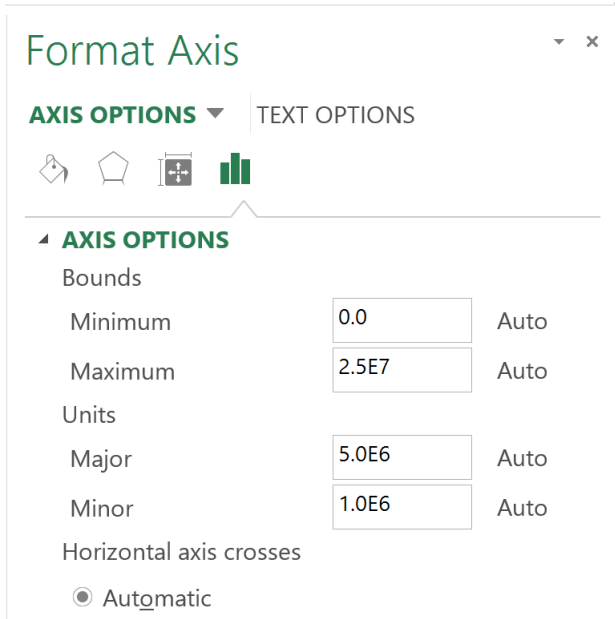 Format Axis
AXIS OPTIONS TEXT OPTIONS
AXIS OPTIONS
Bounds
Minimum 0.0 Auto
Maximum 2.5E7 Auto
Units
Major 5.0E6 Auto
Minor 1.0E6 Auto
Horizontal axis crosses
Automatic